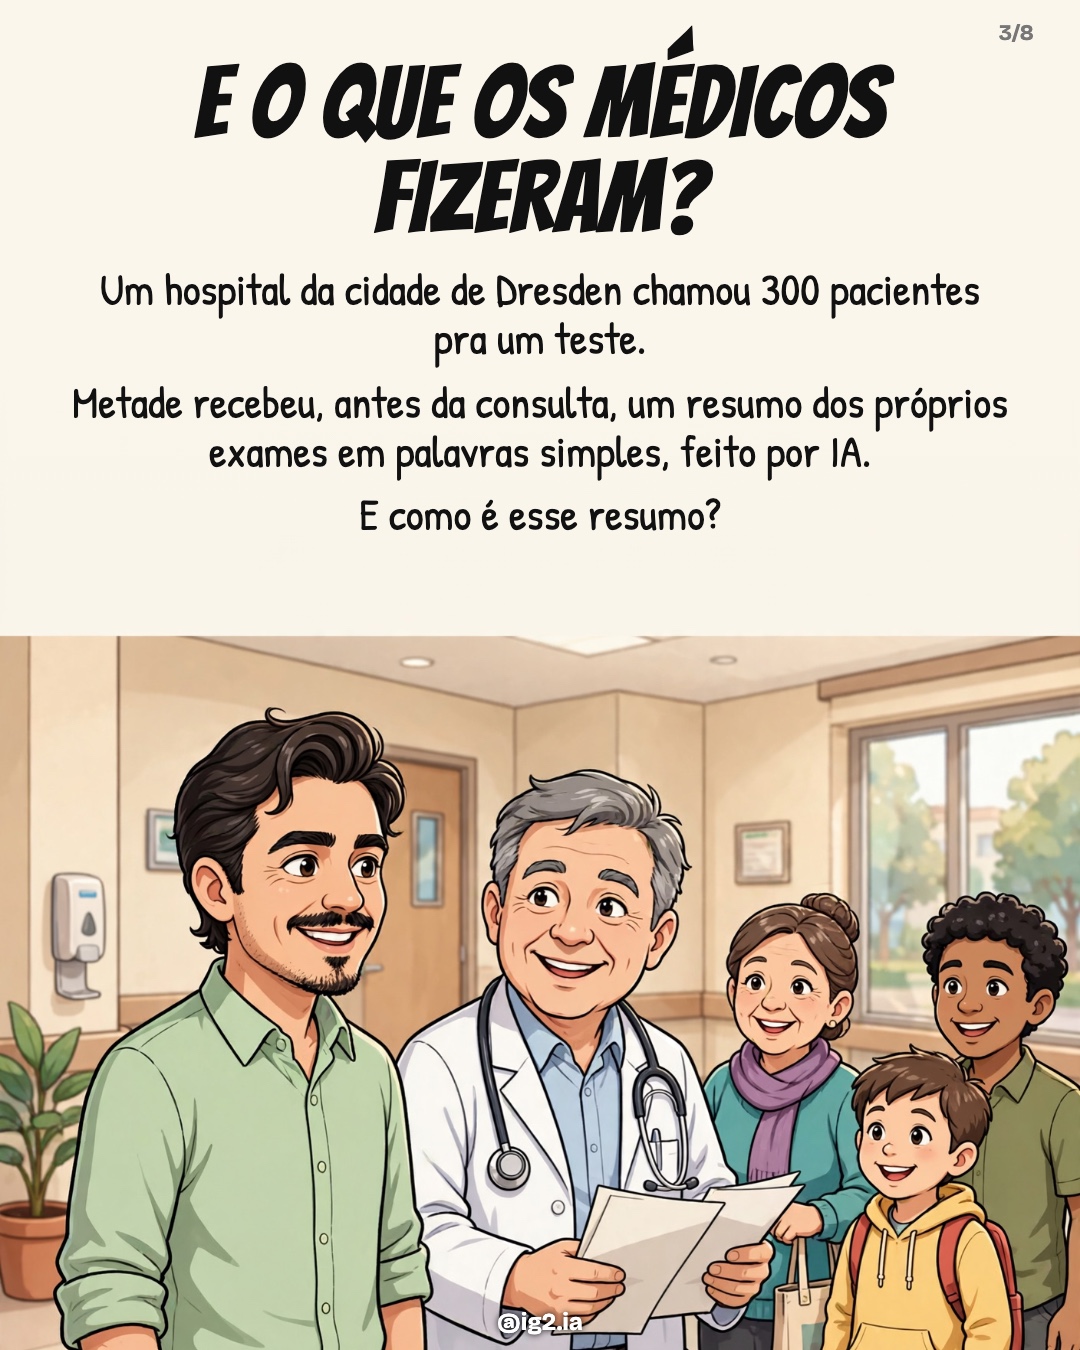 3/8
E O QUE OS MÉDICOS
FIZERAM?
Um hospital da cidade de Dresden chamou 300 pacientes
pra um teste.
Metade recebeu, antes da consulta, um resumo dos próprios
exames em palavras simples, feito por IA.
E como é esse resumo?
@ig2.ia